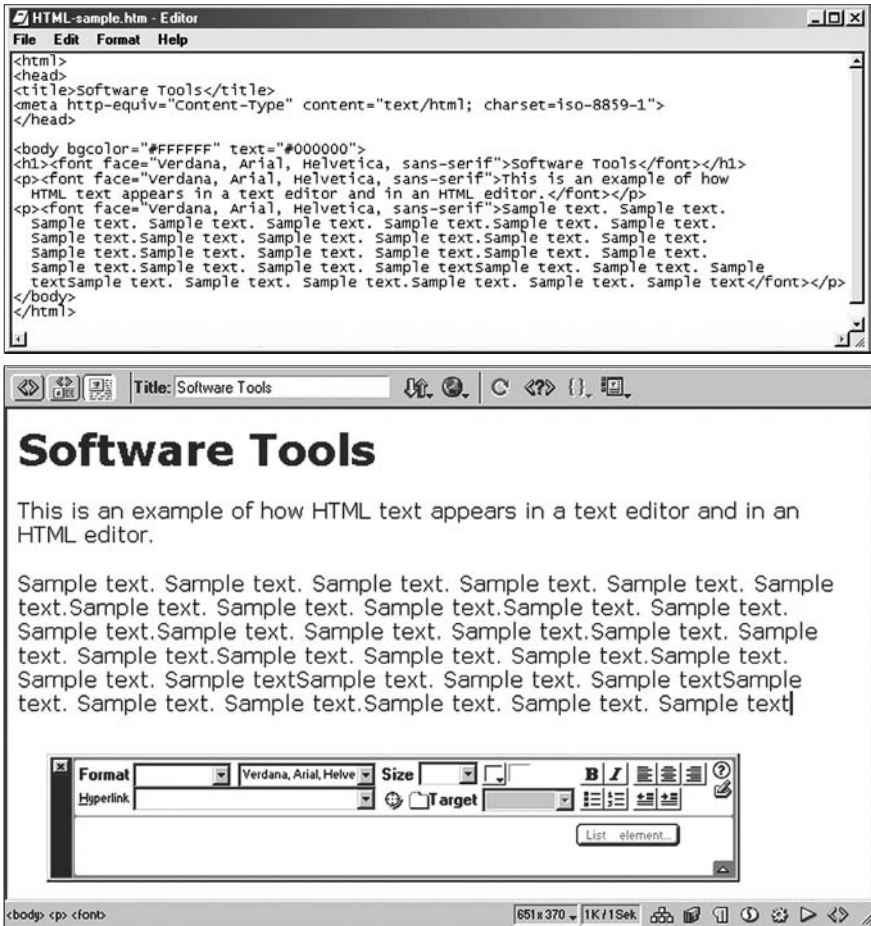 HTML-sample.htm - Editor
File Edit Format Help
<html>
<head>
<title>Software Tools</title>
<meta http-equiv="Content-Type" content="text/html; charset=iso-8859-1">
</head>
<body bgcolor="#FFFFFF" text="#000000">
<h1><font face="Verdana, Arial, Helvetica, sans-serif">Software Tools</font></h1>
<p><font face="Verdana, Arial, Helvetica, sans-serif">This is an example of how
HTML text appears in a text editor and in an HTML editor.</font></p>
<p><font face="Verdana, Arial, Helvetica, sans-serif">Sample text. Sample text.
Sample text. Sample text. Sample text. Sample text.Sample text. Sample text.
Sample text.Sample text. Sample text. Sample text.Sample text. Sample text.
Sample text.Sample text. Sample text. Sample text.Sample text. Sample text.
Sample text.Sample text. Sample text. Sample textSample text. Sample text. Sample
textSample text. Sample text. Sample text.Sample text. Sample text. Sample text</font></p>
</body>
</html>
Title: Software Tools
Software Tools
This is an example of how HTML text appears in a text editor and in an
HTML editor.
Sample text. Sample text. Sample text. Sample text. Sample text. Sample
text.Sample text. Sample text. Sample text.Sample text. Sample text.
Sample text.Sample text. Sample text. Sample text.Sample text. Sample
text. Sample text.Sample text. Sample text. Sample text.Sample text.
Sample text. Sample textSample text. Sample text. Sample textSample
text. Sample text. Sample text.Sample text. Sample text. Sample text
Format Verdana, Arial, Helve Size
Hyperlink Target
List element...
<body> <p> <font> 651 x 370 1K / 1 Sek